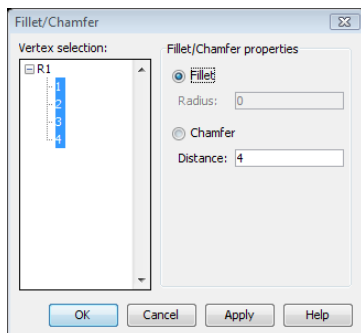 Fillet/Chamfer
Vertex selection:
R1
1
2
3
4
Fillet/Chamfer properties
Fillet
Radius: 0
Chamfer
Distance: 4
OK Cancel Apply Help